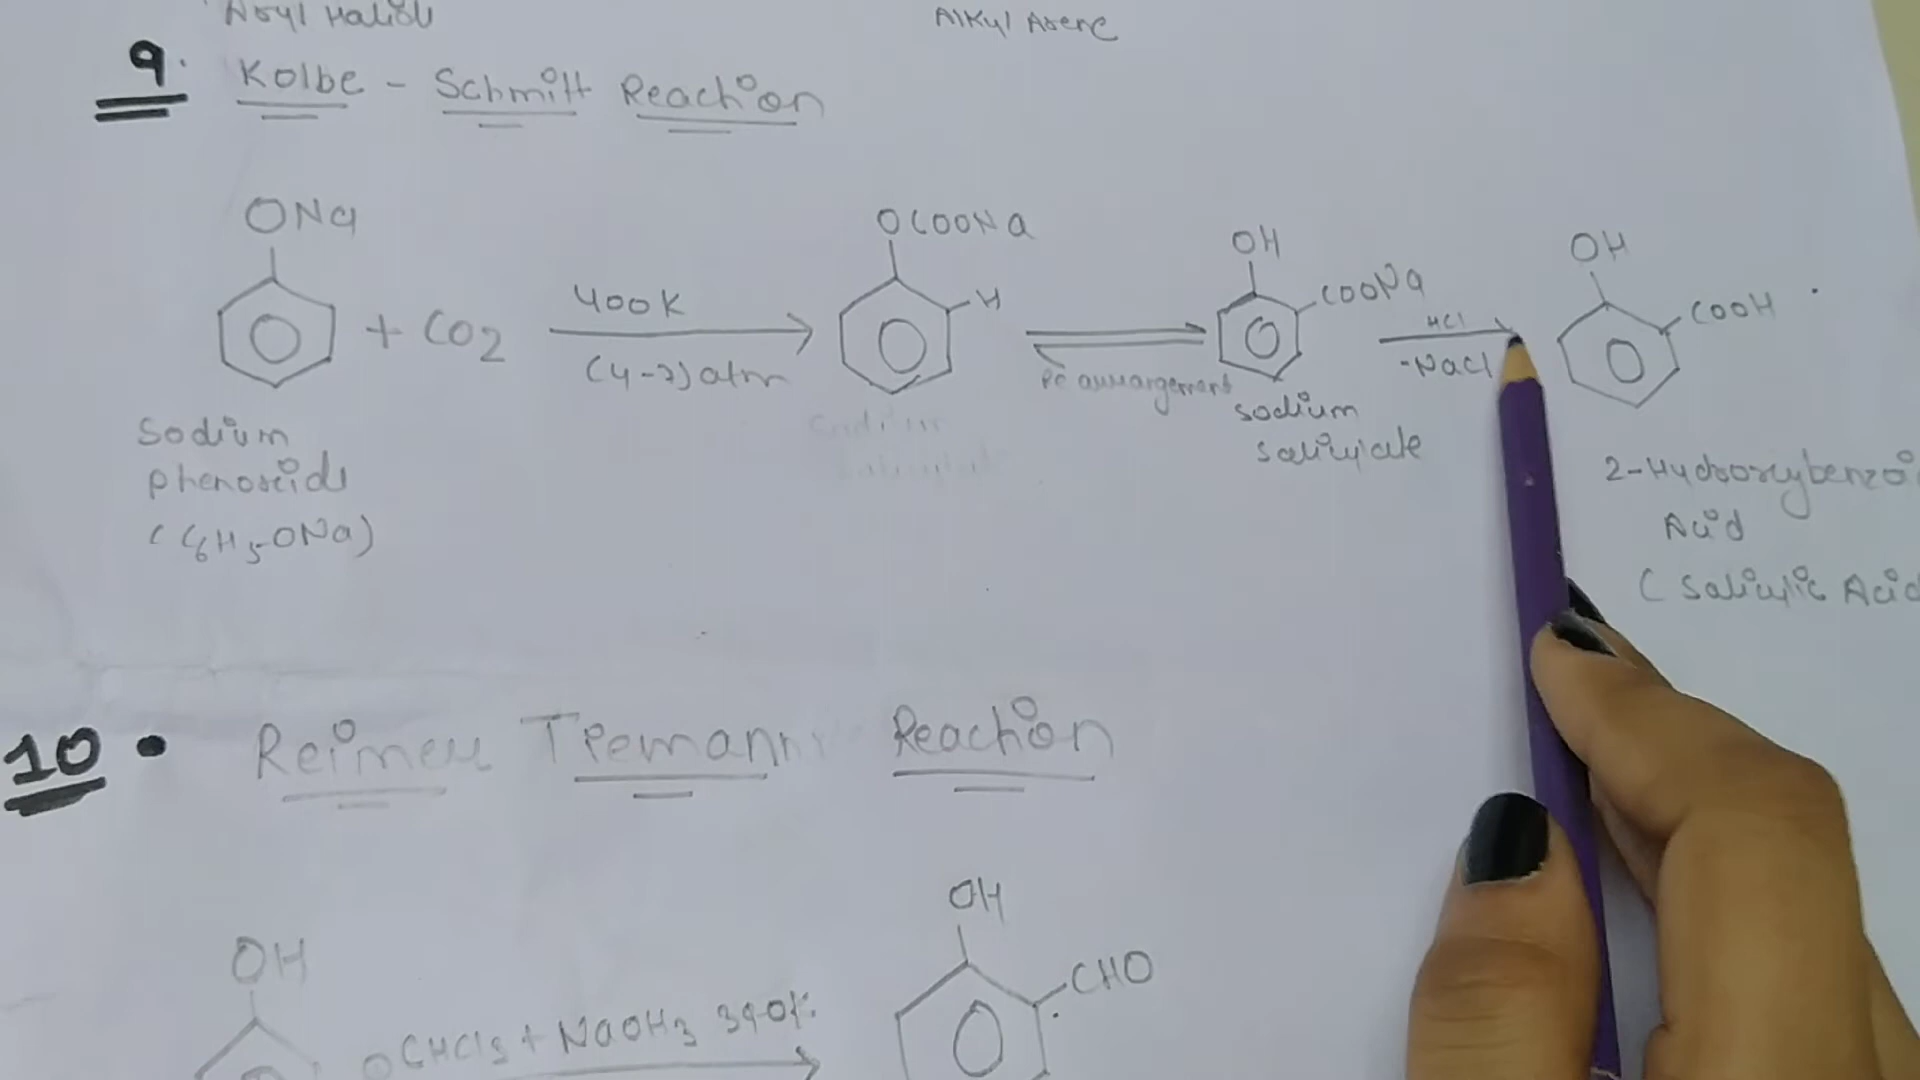 Aryl Halide
Alkyl Arene
9. Kolbe - Schmitt Reaction
ONa
+ CO2
400K
(4-7) atm
OCOONa
H
Rearrangement
OH
COONa
HCl
-NaCl
OH
COOH
Sodium
phenoxide
(C6H5ONa)
sodium
salicylate
2-Hydroxybenzoi
Acid
( Salicylic Acid
10. Reimer Tiemann Reaction
OH
CHCl3 + NaOH3 340K
OH
CHO